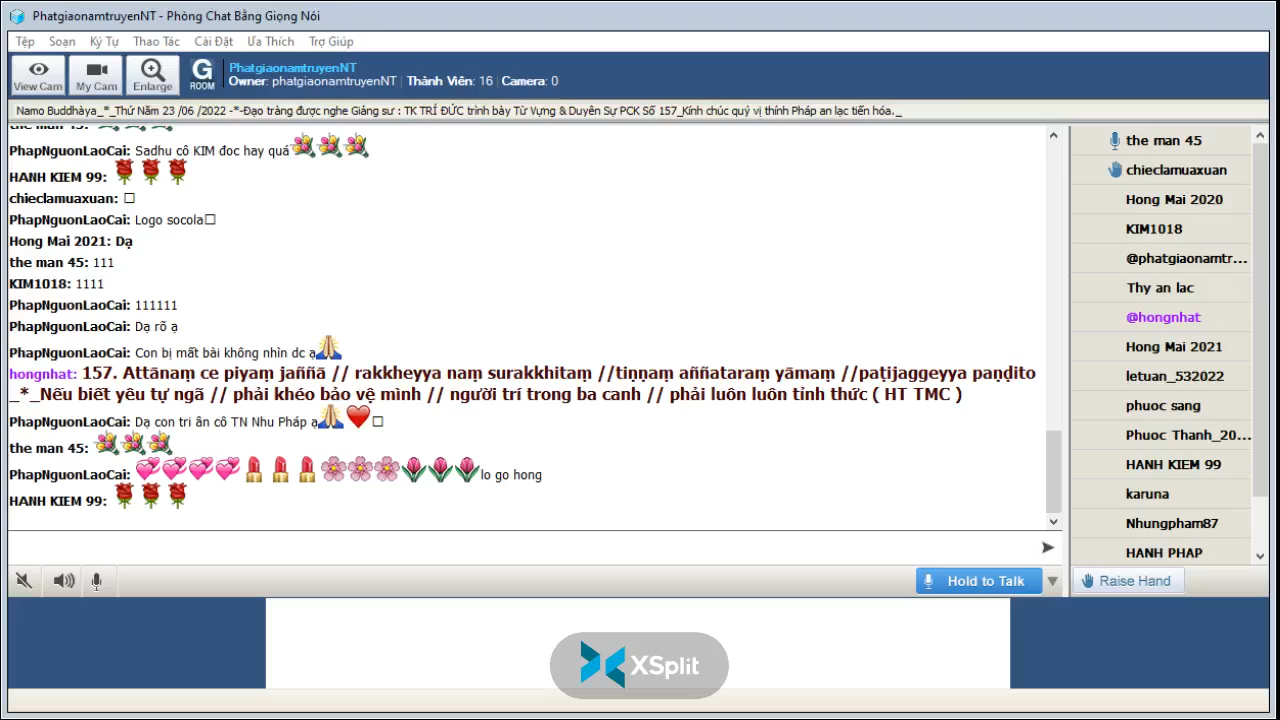 PhatgiaonamtruyenNT - Phòng Chat Bằng Giọng Nói
Tệp Soạn Ký Tự Thao Tác Cài Đặt Ưa Thích Trợ Giúp
View Cam My Cam Enlarge G ROOM
PhatgiaonamtruyenNT
Owner: phatgiaonamtruyenNT | Thành Viên: 16 | Camera: 0
Namo Buddhàya_*_Thứ Năm 23 /06 /2022 -*-Đạo tràng được nghe Giảng sư : TK TRÍ ĐỨC trình bày Từ Vựng & Duyên Sự PCK Số 157_Kính chúc quý vị thính Pháp an lạc tiến hóa._
the man 45:
PhapNguonLaoCai: Sadhu cô KIM đoc hay quá
HANH KIEM 99:
chieclamuaxuan:
PhapNguonLaoCai: Logo socola
Hong Mai 2021: Dạ
the man 45: 111
KIM1018: 1111
PhapNguonLaoCai: 111111
PhapNguonLaoCai: Dạ rõ ạ
PhapNguonLaoCai: Con bị mất bài không nhìn dc ạ
hongnhat: 157. Attānaṃ ce piyaṃ jaññā // rakkheyya naṃ surakkhitaṃ //tiṇṇaṃ aññataraṃ yāmaṃ //paṭijaggeyya paṇḍito
_*_Nếu biết yêu tự ngã // phải khéo bảo vệ mình // người trí trong ba canh // phải luôn luôn tỉnh thức ( HT TMC )
PhapNguonLaoCai: Dạ con tri ân cô TN Nhu Pháp ạ
the man 45:
PhapNguonLaoCai: lo go hong
HANH KIEM 99:
the man 45
chieclamuaxuan
Hong Mai 2020
KIM1018
@phatgiaonamtr...
Thy an lac
@hongnhat
Hong Mai 2021
letuan_532022
phuoc sang
Phuoc Thanh_20...
HANH KIEM 99
karuna
Nhungpham87
HANH PHAP
Hold to Talk
Raise Hand
XSplit